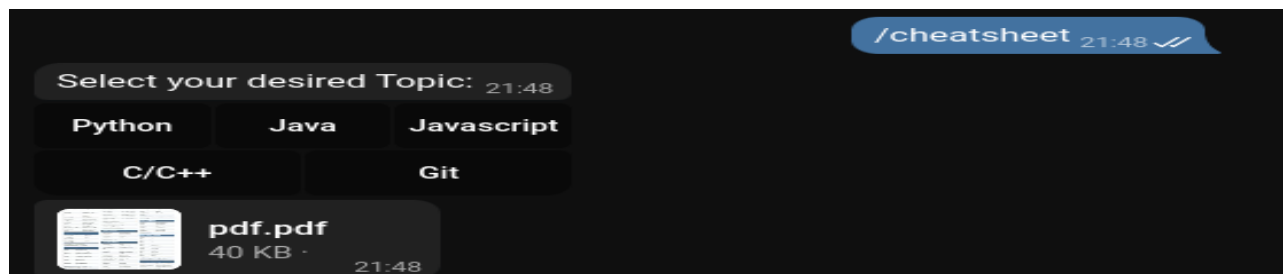 /cheatsheet 21:48
Select your desired Topic: 21:48
Python Java Javascript
C/C++ Git
pdf.pdf
40 KB ·
21:48